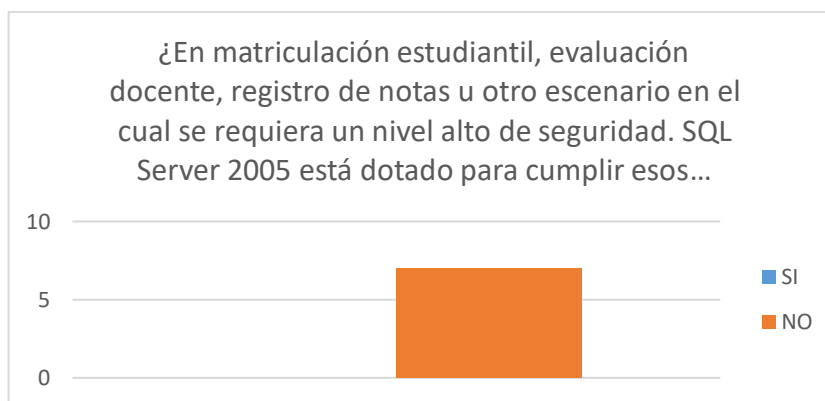 ¿En matriculación estudiantil, evaluación
docente, registro de notas u otro escenario en el
cual se requiera un nivel alto de seguridad. SQL
Server 2005 está dotado para cumplir esos...
10
5
0
SI
NO